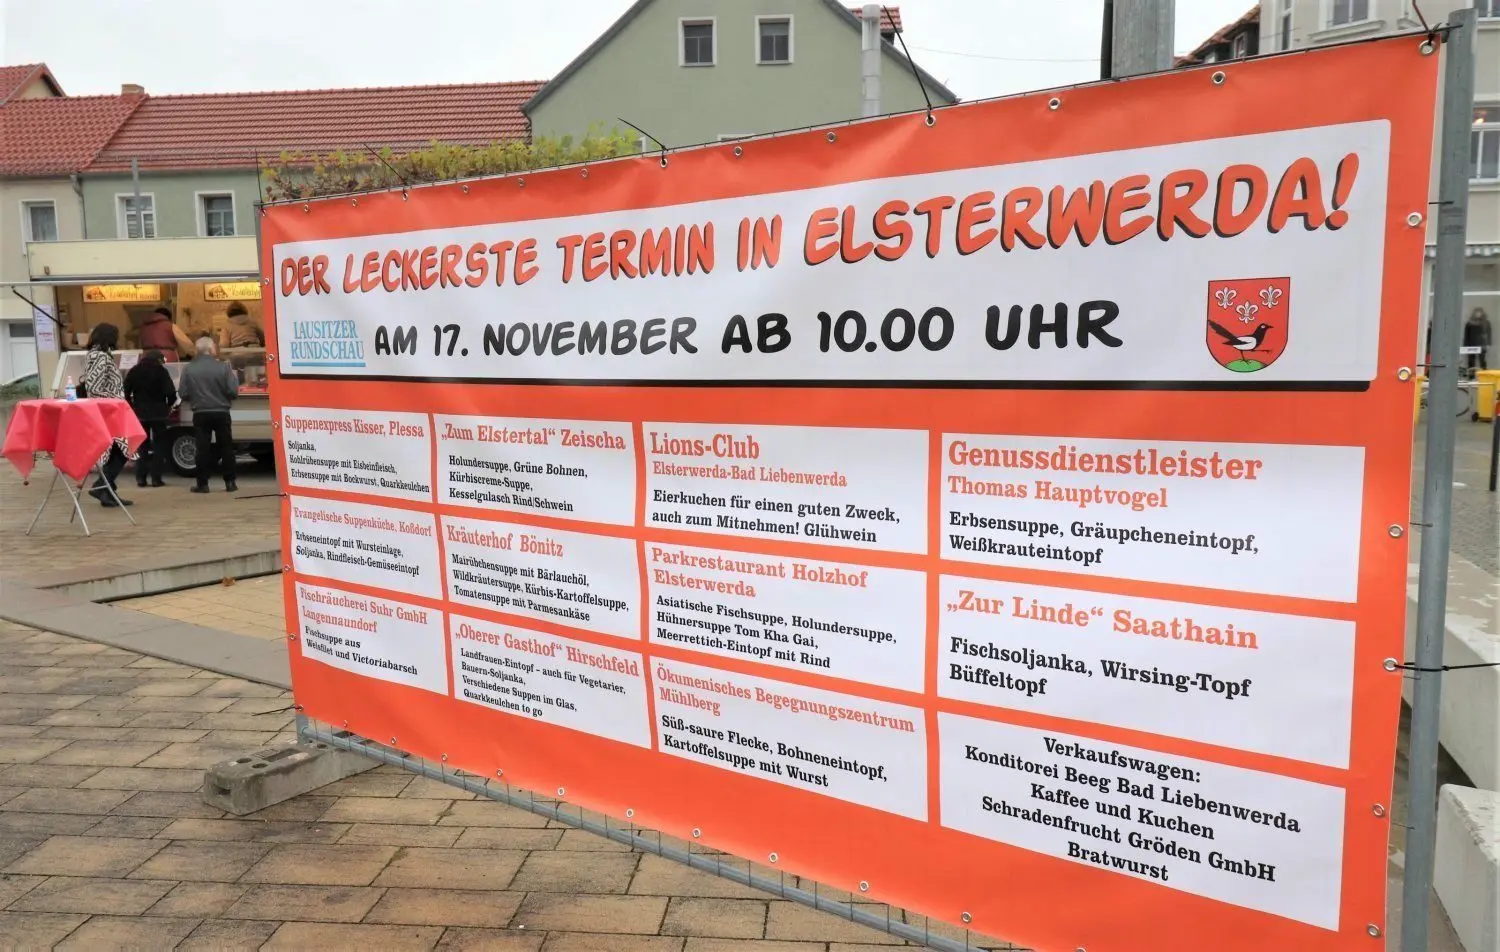 DER LECKERSTE TERMIN IN ELSTERWERDA!
LAUSITZER
RUNDSCHAU
AM 17. NOVEMBER AB 10.00 UHR
Suppenexpress Kisser, Plessa
Soljanka,
Kohlrübensuppe mit Eisbeinfleisch,
Erbsensuppe mit Bockwurst, Quarkkeulchen
Evangelische Suppenküche, Koßdorf
Erbseneintopf mit Wursteinlage,
Soljanka, Rindfleisch-Gemüseeintopf
Fischräucherei Suhr GmbH
Langennaundorf
Fischsuppe aus
Weisfilet und Victoriabarsch
„Zum Elstertal“ Zeischa
Holundersuppe, Grüne Bohnen,
Kürbiscreme-Suppe,
Kesselgulasch Rind/Schwein
Kräuterhof Bönitz
Mairübchensuppe mit Bärlauchöl,
Wildkräutersuppe, Kürbis-Kartoffelsuppe,
Tomatensuppe mit Parmesankäse
„Oberer Gasthof“ Hirschfeld
Landfrauen-Eintopf - auch für Vegetarier,
Bauern-Soljanka,
Verschiedene Suppen im Glas,
Quarkkeulchen to go
Lions-Club
Elsterwerda-Bad Liebenwerda
Eierkuchen für einen guten Zweck,
auch zum Mitnehmen! Glühwein
Parkrestaurant Holzhof
Elsterwerda
Asiatische Fischsuppe, Holundersuppe,
Hühnersuppe Tom Kha Gai,
Meerrettich-Eintopf mit Rind
Ökumenisches Begegnungszentrum
Mühlberg
Süß-saure Flecke, Bohneneintopf,
Kartoffelsuppe mit Wurst
Genussdienstleister
Thomas Hauptvogel
Erbsensuppe, Gräupcheneintopf,
Weißkrauteintopf
„Zur Linde“ Saathain
Fischsoljanka, Wirsing-Topf
Büffeltopf
Verkaufswagen:
Konditorei Beeg Bad Liebenwerda
Kaffee und Kuchen
Schradenfrucht Gröden GmbH
Bratwurst